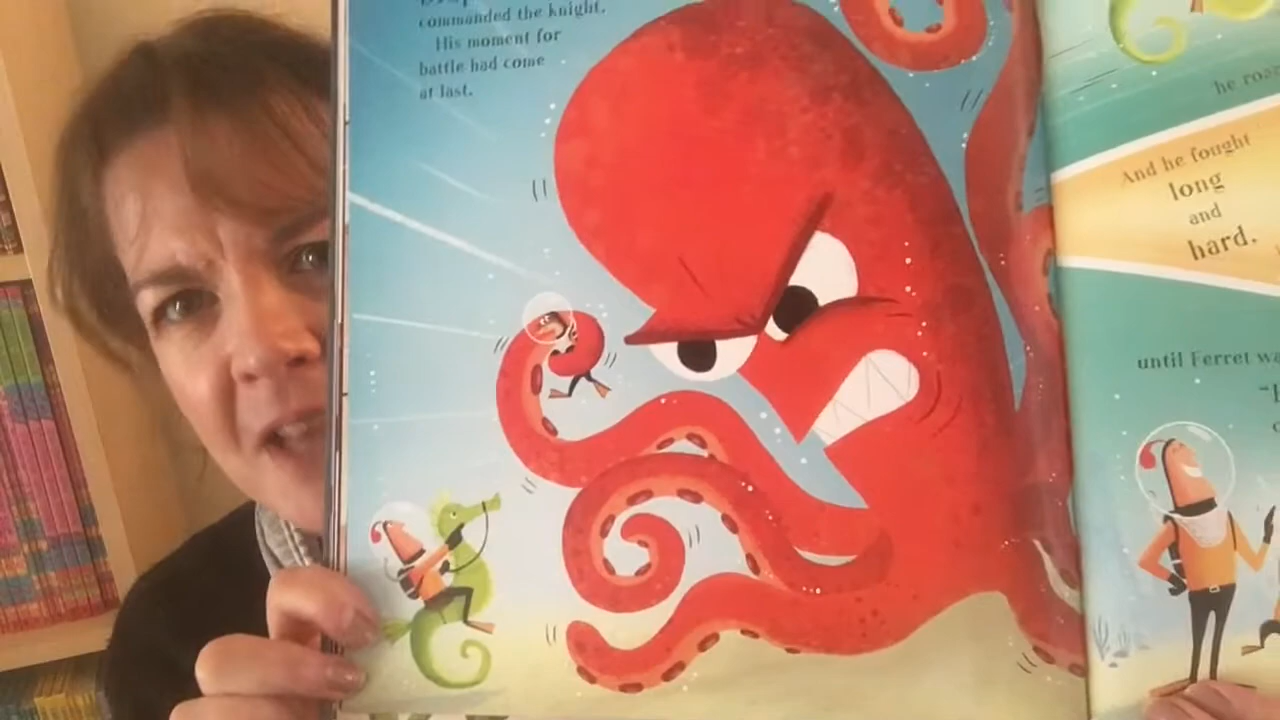 commanded the knight.
His moment for
battle had come
at last.
he roar
And he fought
long
and
hard.
until Ferret wa